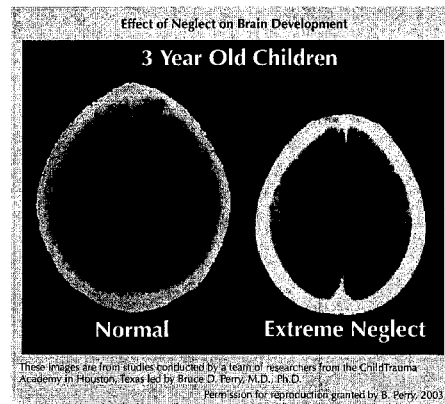 Effect of Neglect on Brain Development
3 Year Old Children
Normal
Extreme Neglect
These images are from studies conducted by a team of researchers from the ChildTrauma
Academy in Houston, Texas led by Bruce D. Perry, M.D., Ph.D.
Permission for reproduction granted by B. Perry,